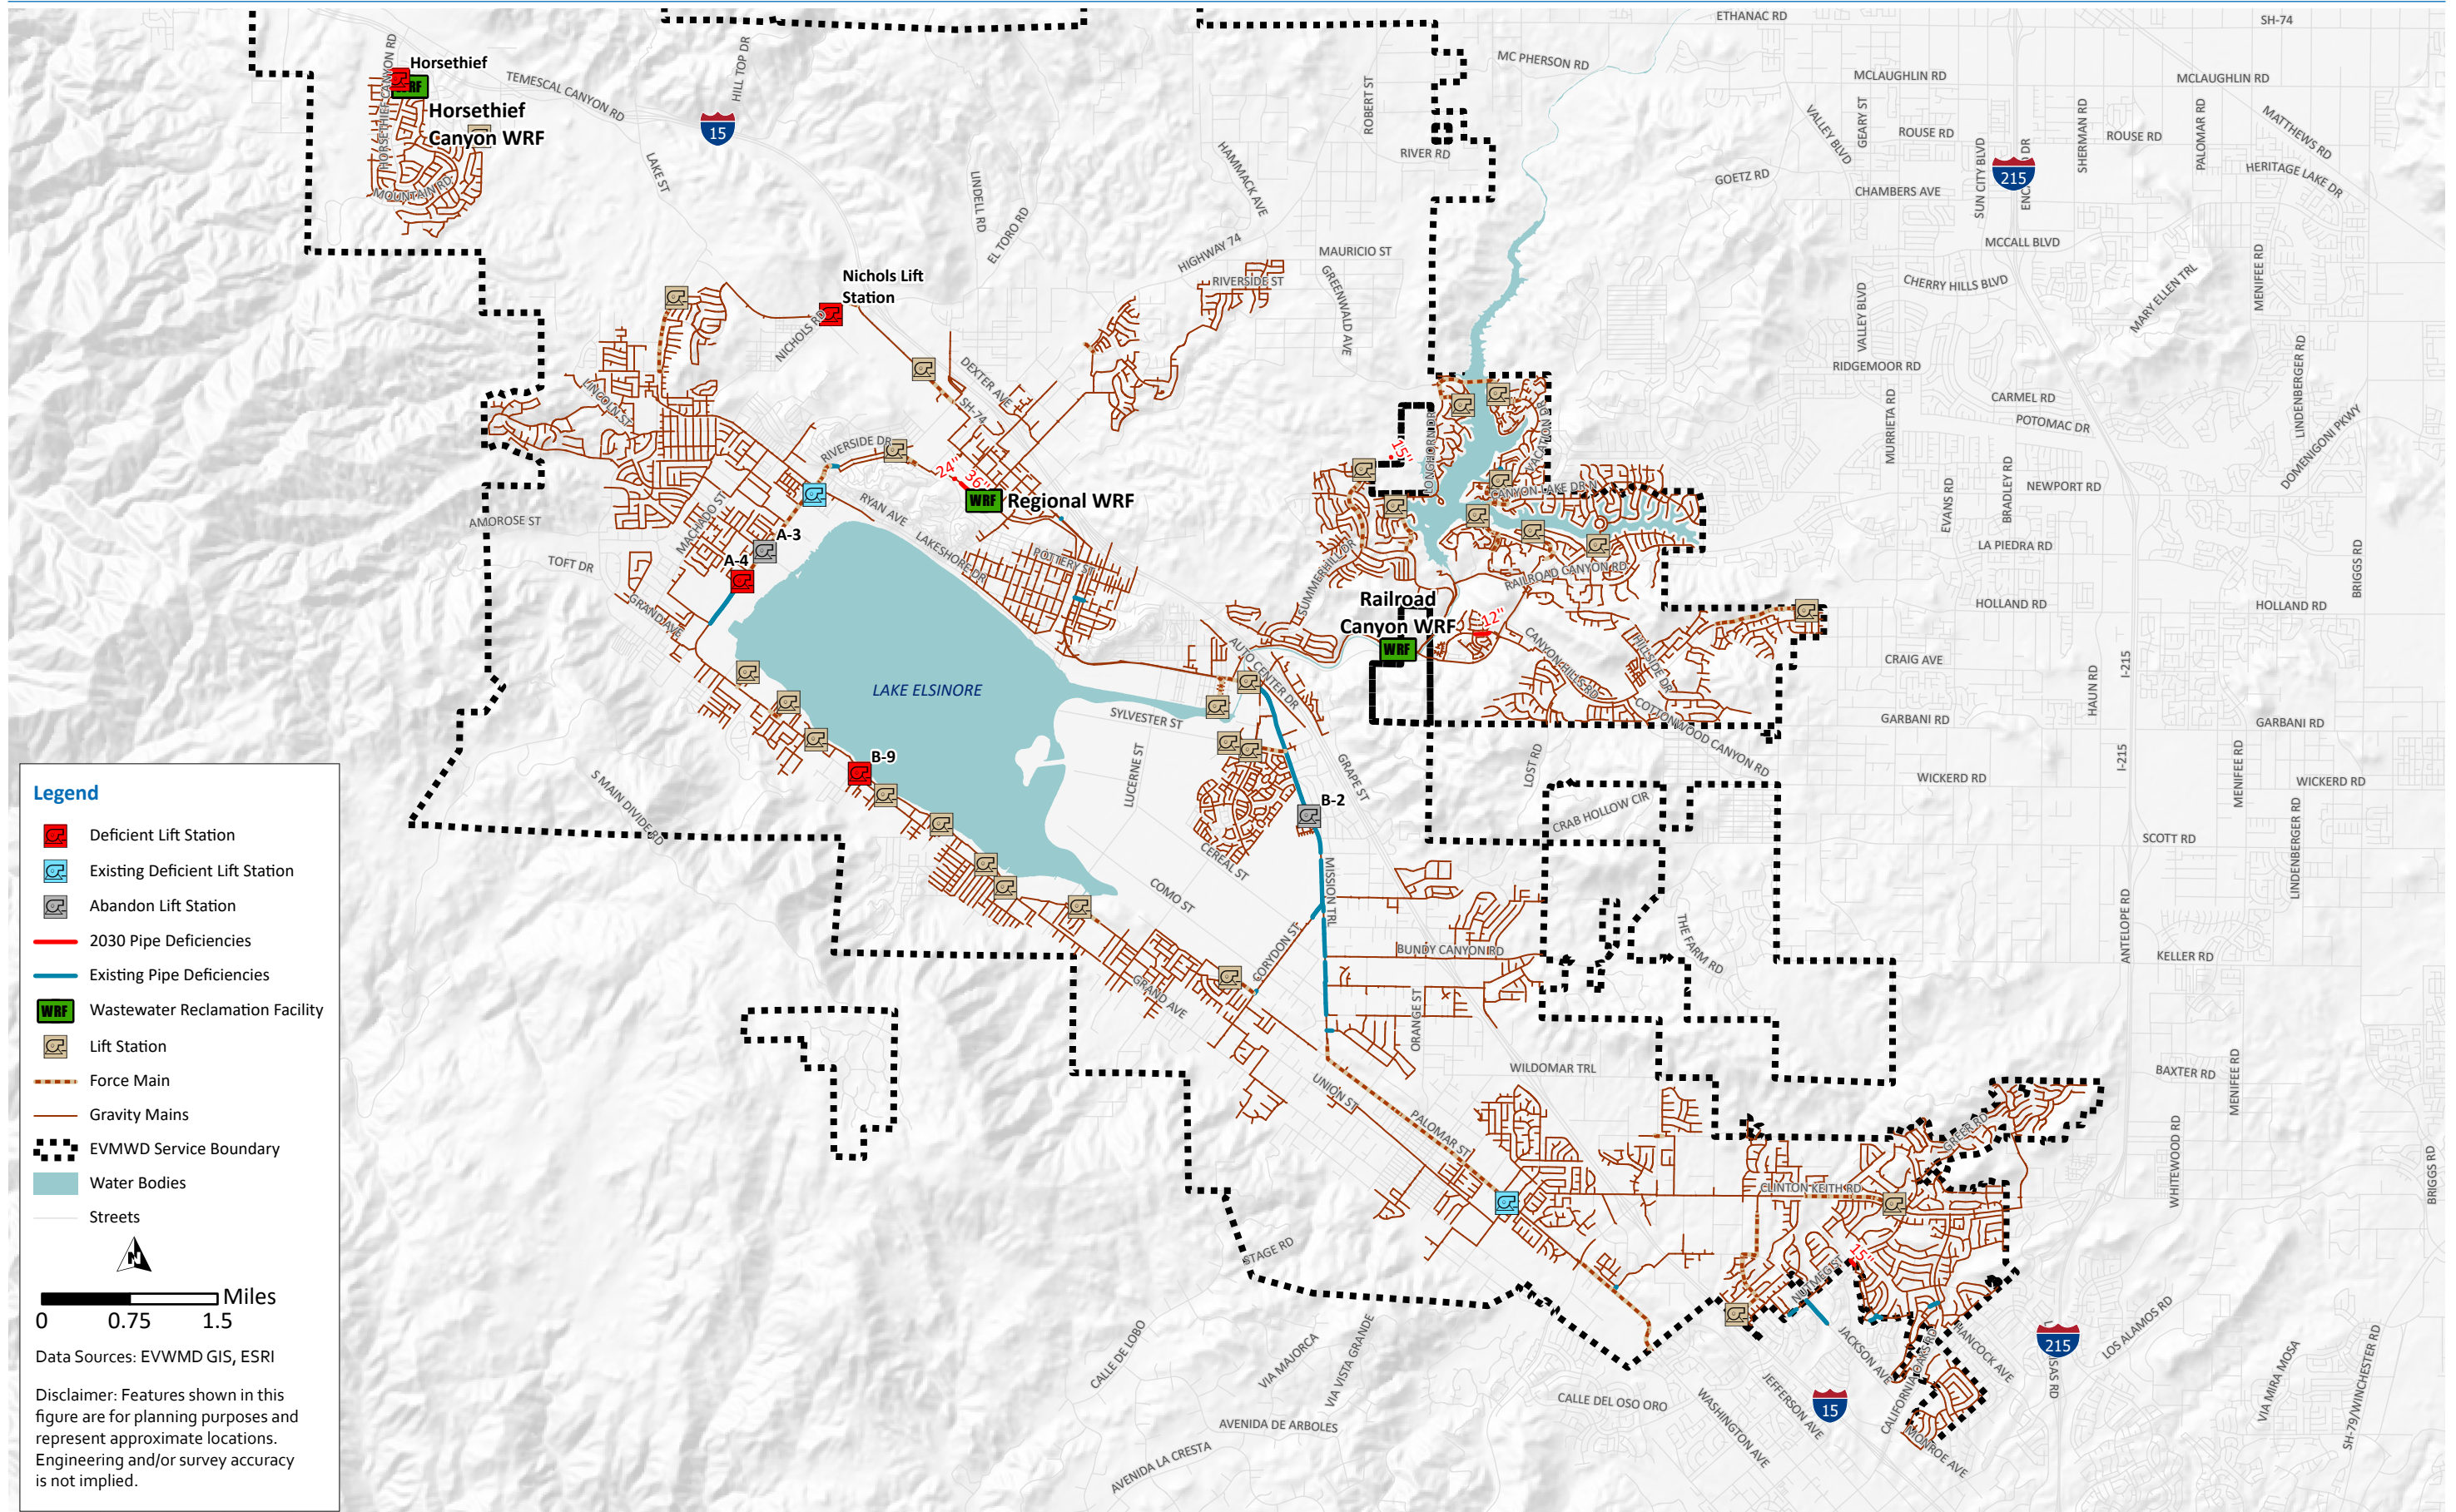 ETHANAC RD
SH-74
HORSETHIEF CANYON RD
Horsethief
WRF
Horsethief
Canyon WRF
MOUNTAIN RD
TEMESCAL CANYON RD
HILL TOP DR
15
LAKE ST
LINDELL RD
EL TORO RD
HAMMACK AVE
HIGHWAY 74
ROBERT ST
RIVER RD
MC PHERSON RD
MAURICIO ST
RIVERSIDE ST
GREENWALD AVE
MCLAUGHLIN RD
MCLAUGHLIN RD
VALLEY BLVD
GEARY ST
ROUSE RD
SUN CITY BLVD
215
SHERMAN RD
ROUSE RD
PALOMAR RD
MATTHEWS RD
HERITAGE LAKE DR
GOETZ RD
CHAMBERS AVE
MCCALL BLVD
CHERRY HILLS BLVD
MARY ELLEN TRL
MENIFEE RD
VALLEY BLVD
RIDGEMOOR RD
LINDENBERGER RD
CARMEL RD
POTOMAC DR
DOMENIGONI PKWY
MURRIETA RD
BRADLEY RD
NEWPORT RD
EVANS RD
LA PIEDRA RD
BRIGGS RD
HOLLAND RD
HOLLAND RD
CRAIG AVE
I-215
HAUN RD
GARBANI RD
GARBANI RD
I-215
WICKERD RD
MENIFEE RD
WICKERD RD
SCOTT RD
LINDENBERGER RD
ANTELOPE RD
KELLER RD
BAXTER RD
MENIFEE RD
WHITEWOOD RD
BRIGGS RD
Nichols Lift
Station
NICHOLS RD
DEXTER AVE
SH-74
LINCOLN ST
RIVERSIDE DR
24"
36"
WRF
Regional WRF
RYAN AVE
MACHADO ST
A-3
A-4
AMOROSE ST
TOFT DR
GRAND AVE
LAKESHORE DR
POTTERY ST
LAKE ELSINORE
15"
LONGHORN DR
VACATION DR
CANYON LAKE DR N
RAILROAD CANYON RD
SUMMERHILL DR
Railroad
Canyon WRF
WRF
12"
CANYON HILLS RD
HILLSIDE DR
COTTONWOOD CANYON RD
AUTO CENTER DR
SYLVESTER ST
LUCERNE ST
GRAPE ST
LOST RD
B-9
B-2
S MAIN DIVIDE RD
CEREAL ST
COMO ST
MISSION TRL
CRAB HOLLOW CIR
THE FARM RD
CORYDON ST
BUNDY CANYON RD
GRAND AVE
ORANGE ST
WILDOMAR TRL
UNION ST
PALOMAR ST
GREER RD
CLINTON KEITH RD
STAGE RD
15"
NUTMEG ST
JACKSON AVE
CALIFORNIA OAKS RD
HANCOCK AVE
215
LOS ALAMOS RD
CALLE DE LOBO
VIA MAJORCA
VIA VISTA GRANDE
CALLE DEL OSO ORO
WASHINGTON AVE
JEFFERSON AVE
15
MONROE AVE
VIA MIRA MOSA
SH-79/WINCHESTER RD
AVENIDA DE ARBOLES
AVENIDA LA CRESTA
Legend
Deficient Lift Station
Existing Deficient Lift Station
Abandon Lift Station
2030 Pipe Deficiencies
Existing Pipe Deficiencies
WRF
Wastewater Reclamation Facility
Lift Station
Force Main
Gravity Mains
EVMWD Service Boundary
Water Bodies
Streets
N
Miles
0 0.75 1.5
Data Sources: EVWMD GIS, ESRI
Disclaimer: Features shown in this
figure are for planning purposes and
represent approximate locations.
Engineering and/or survey accuracy
is not implied.